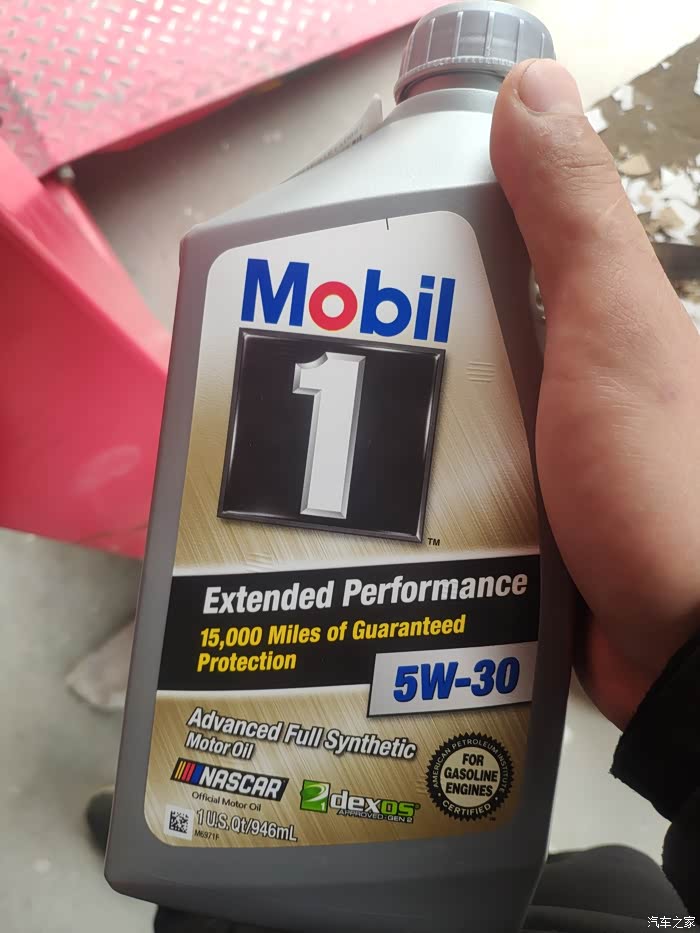 Mobil
1
TM
Extended Performance
15,000 Miles of Guaranteed
Protection
5W-30
Advanced Full Synthetic
Motor Oil
NASCAR
Official Motor Oil
dexos
APPROVED GEN 2
AMERICAN PETROLEUM INSTITUTE
FOR
GASOLINE
ENGINES
CERTIFIED
1 U.S. Qt/946mL
M6971F
汽车之家